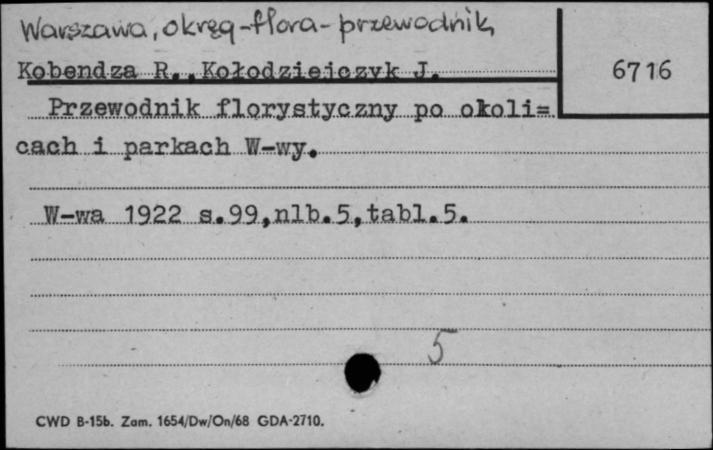 Warszawa, okręg-flora-przewodnik
Kobendza R., Kołodziejczyk J.
6716
Przewodnik florystyczny po okoli=
cach i parkach W-wy.
W-wa 1922 s.99,nlb.5,tabl.5.
5
CWD B-15b. Zam. 1654/Dw/On/68 GDA-2710.